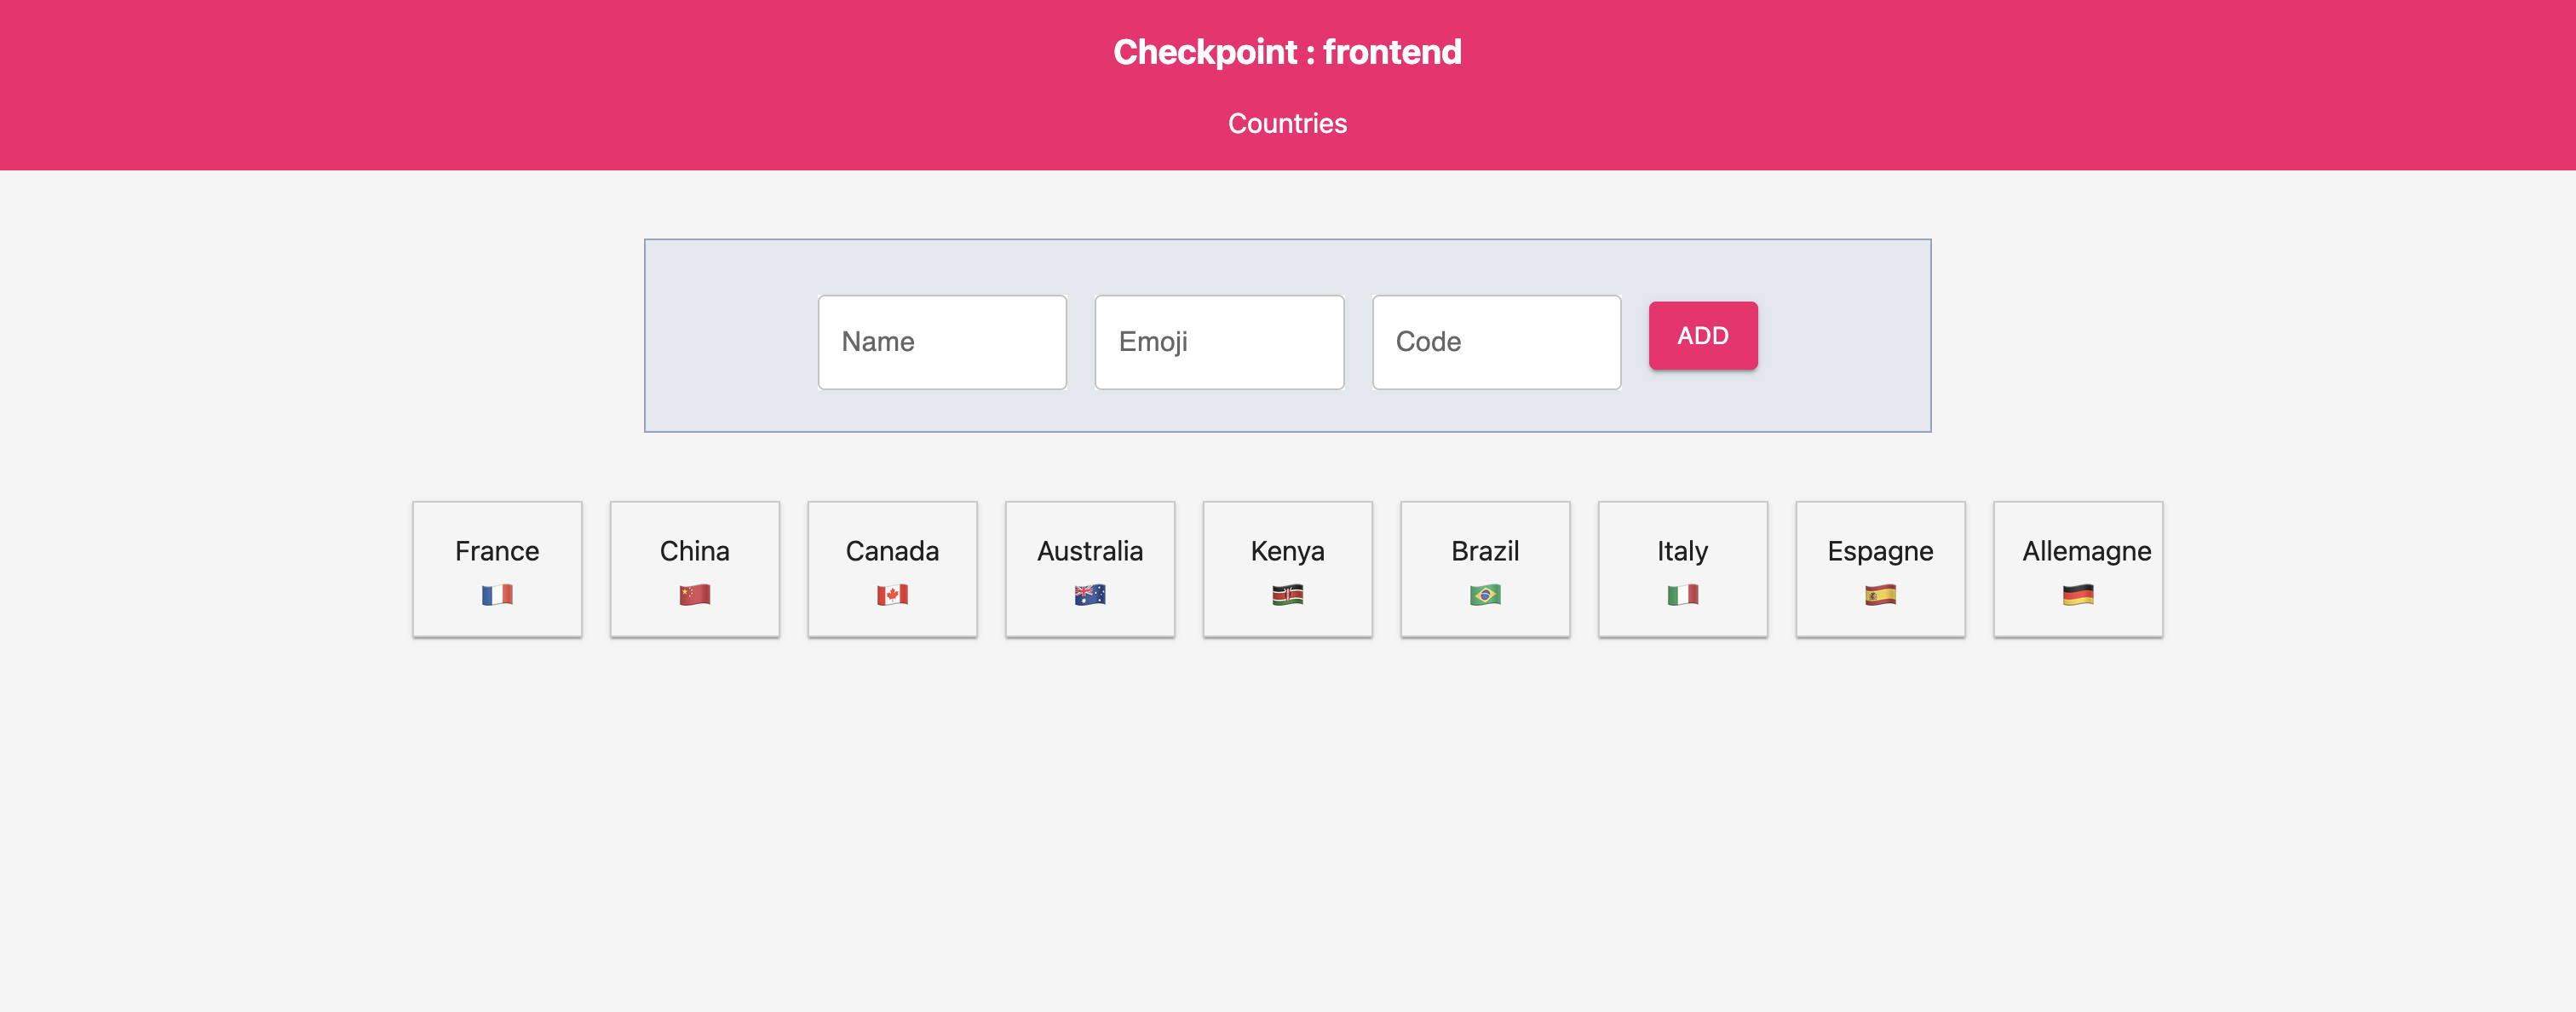 Checkpoint : frontend
Countries
Name Emoji Code ADD
France China Canada Australia Kenya Brazil Italy Espagne Allemagne